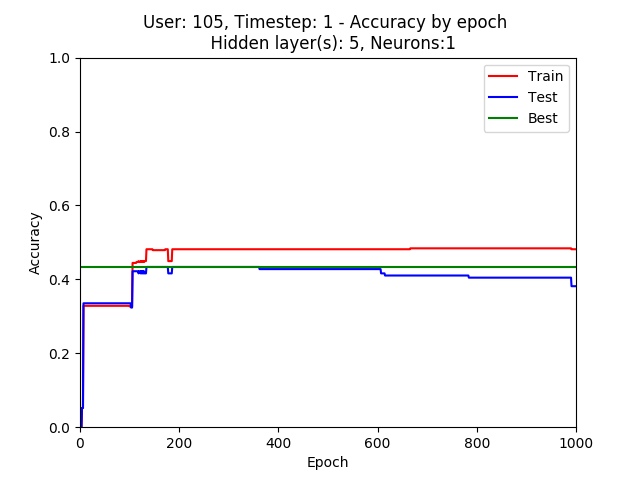 User: 105, Timestep: 1 - Accuracy by epoch
Hidden layer(s): 5, Neurons:1
Train
Test
Best
1.0
0.8
0.6
0.4
0.2
0.0
Accuracy
0
200
400
600
800
1000
Epoch